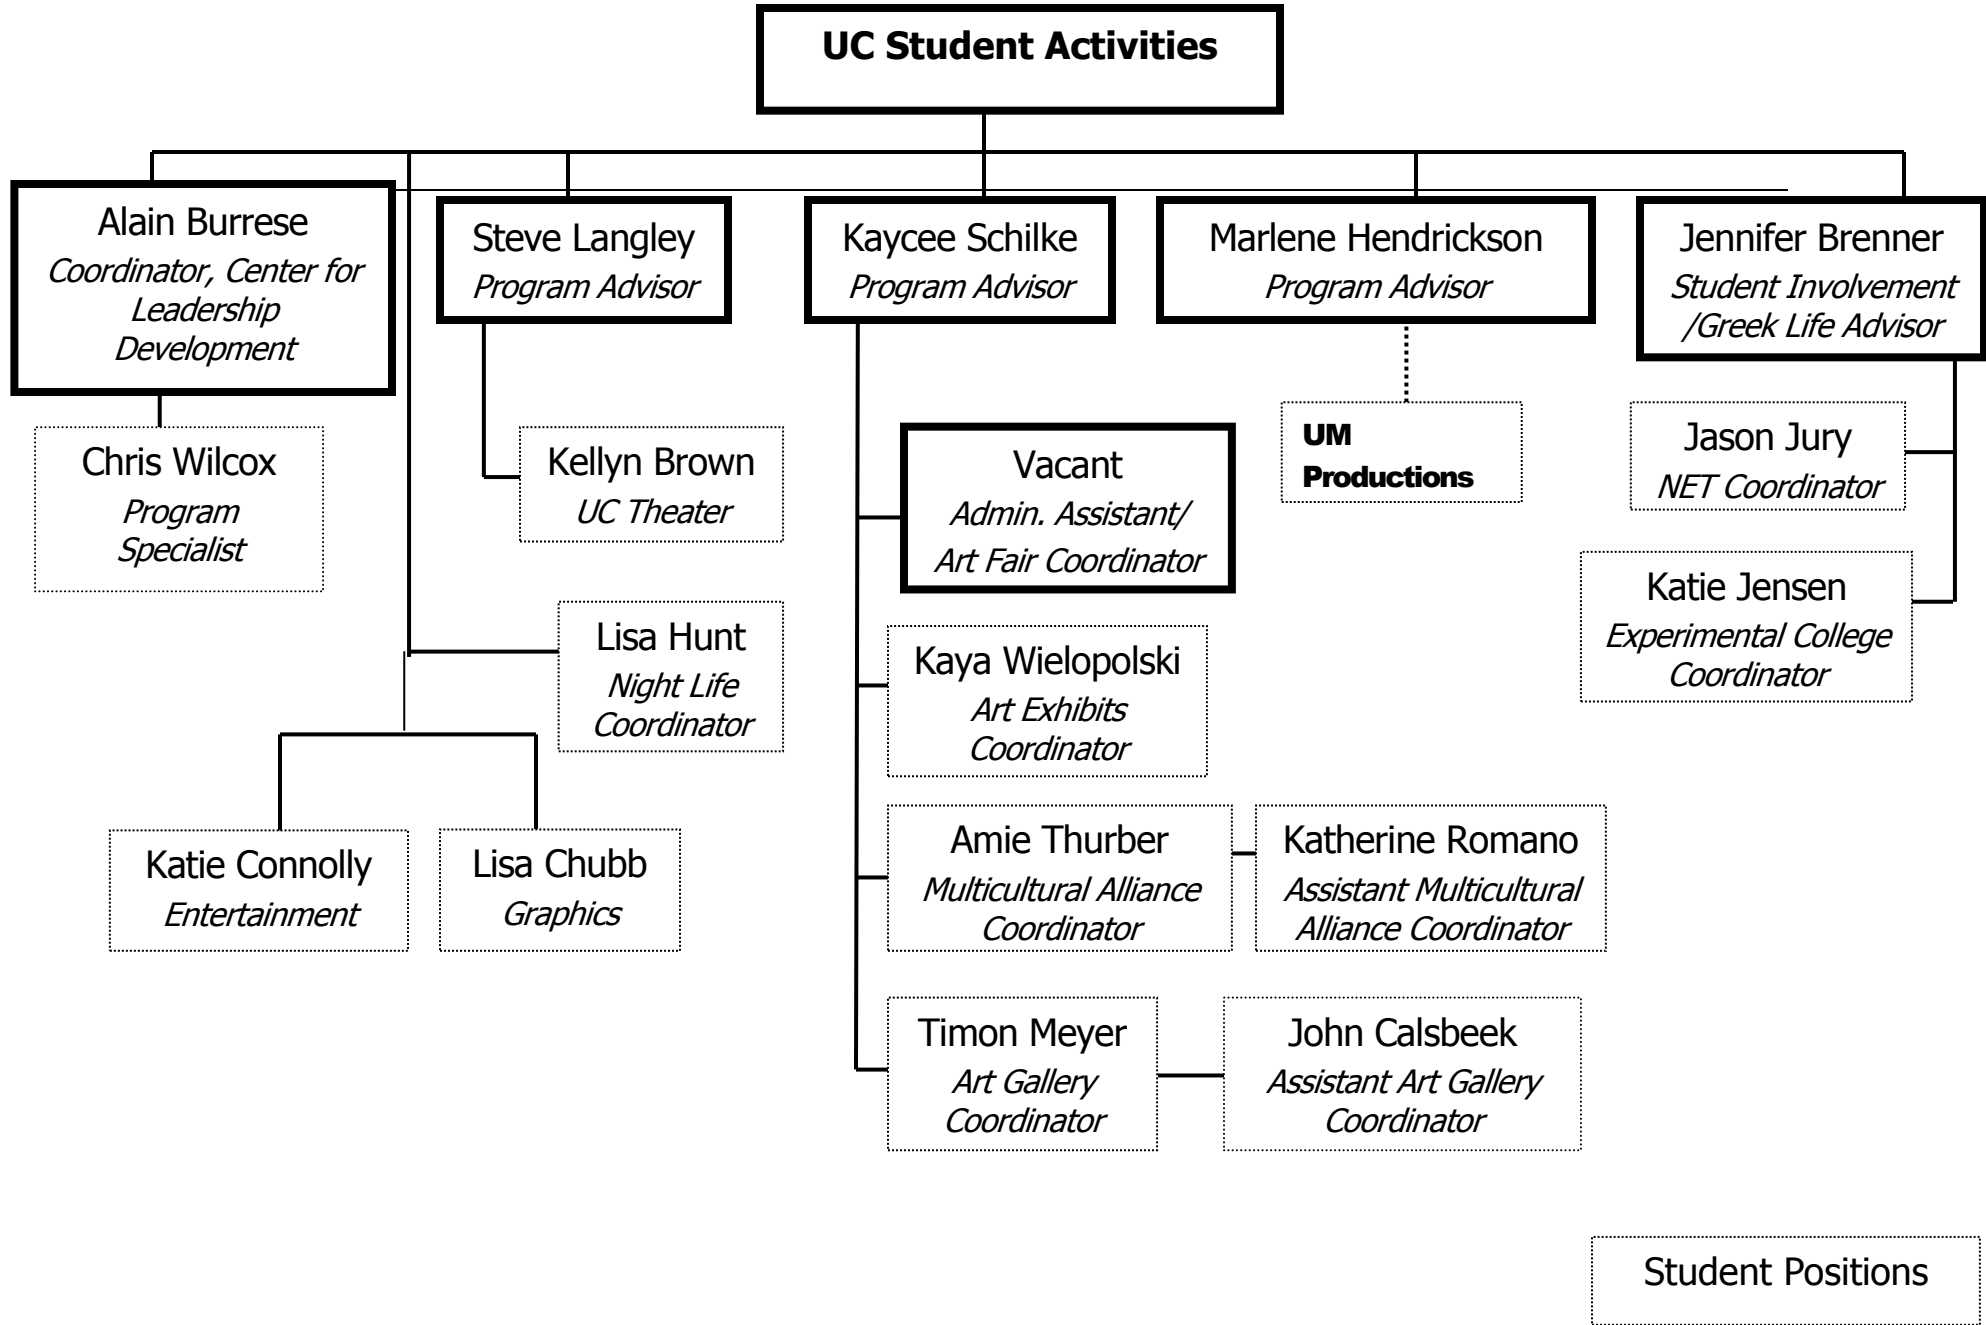 UC Student Activities
Alain Burrese
Coordinator, Center for
Leadership
Development
Steve Langley
Program Advisor
Kaycee Schilke
Program Advisor
Marlene Hendrickson
Program Advisor
Jennifer Brenner
Student Involvement
/Greek Life Advisor
Chris Wilcox
Program
Specialist
Kellyn Brown
UC Theater
Vacant
Admin. Assistant/
Art Fair Coordinator
UM
Productions
Jason Jury
NET Coordinator
Katie Jensen
Experimental College
Coordinator
Lisa Hunt
Night Life
Coordinator
Kaya Wielopolski
Art Exhibits
Coordinator
Katie Connolly
Entertainment
Lisa Chubb
Graphics
Amie Thurber
Multicultural Alliance
Coordinator
Katherine Romano
Assistant Multicultural
Alliance Coordinator
Timon Meyer
Art Gallery
Coordinator
John Calsbeek
Assistant Art Gallery
Coordinator
Student Positions